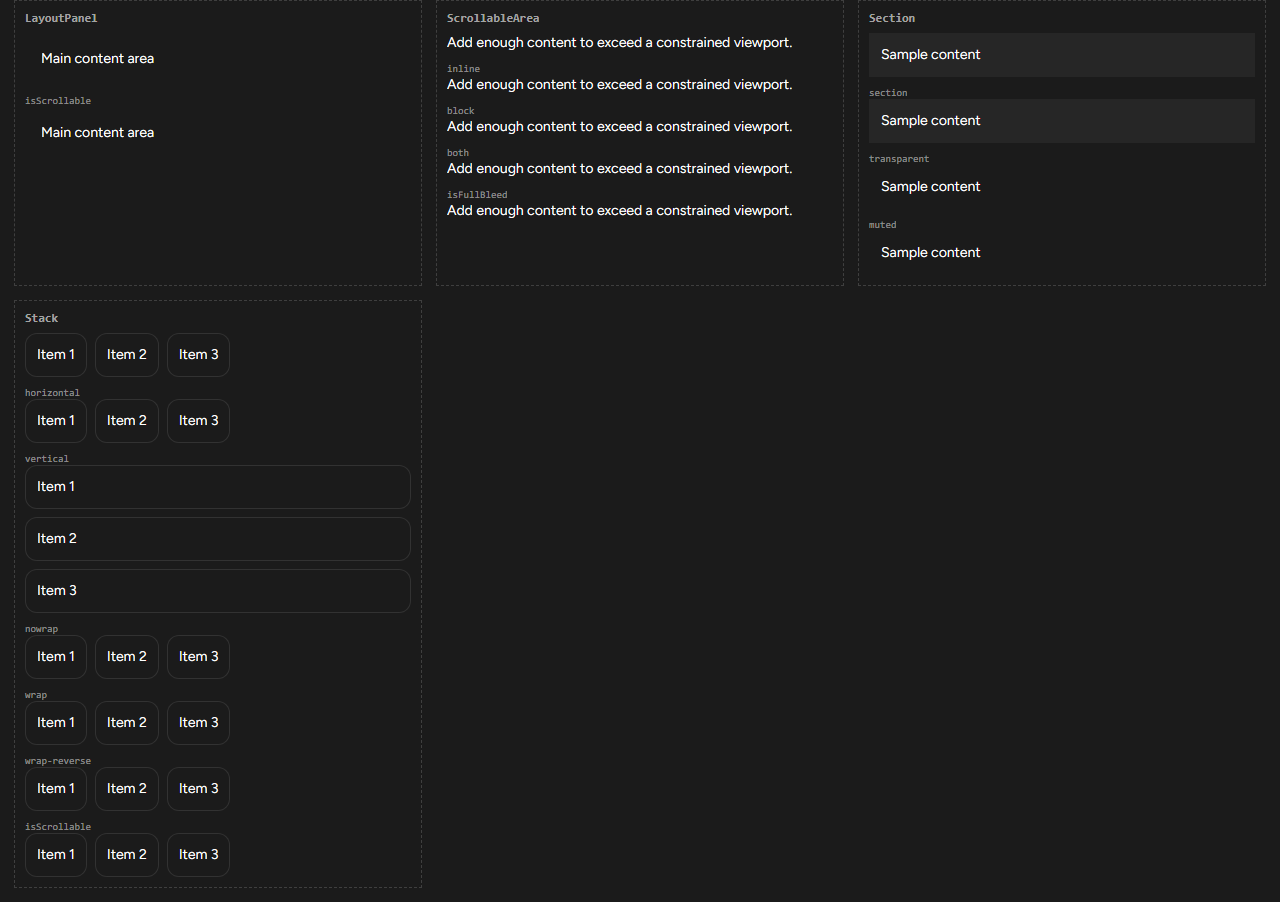 LayoutPanel
Main content area
isScrollable
Main content area
ScrollableArea
Add enough content to exceed a constrained viewport.
inline
Add enough content to exceed a constrained viewport.
block
Add enough content to exceed a constrained viewport.
both
Add enough content to exceed a constrained viewport.
isFullBleed
Add enough content to exceed a constrained viewport.
Section
Sample content
section
Sample content
transparent
Sample content
muted
Sample content
Stack
Item 1 Item 2 Item 3
horizontal
Item 1 Item 2 Item 3
vertical
Item 1
Item 2
Item 3
nowrap
Item 1 Item 2 Item 3
wrap
Item 1 Item 2 Item 3
wrap-reverse
Item 1 Item 2 Item 3
isScrollable
Item 1 Item 2 Item 3